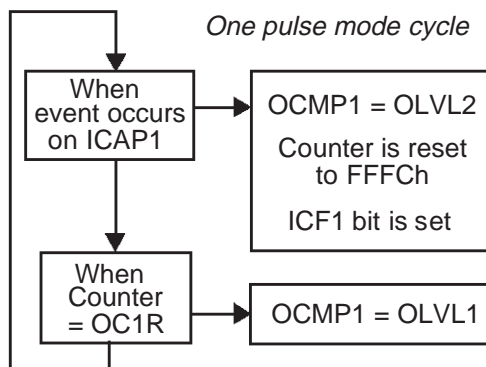 One pulse mode cycle
When
event occurs
on ICAP1
OCMP1 = OLVL2
Counter is reset
to FFFCh
ICF1 bit is set
When
Counter
= OC1R
OCMP1 = OLVL1